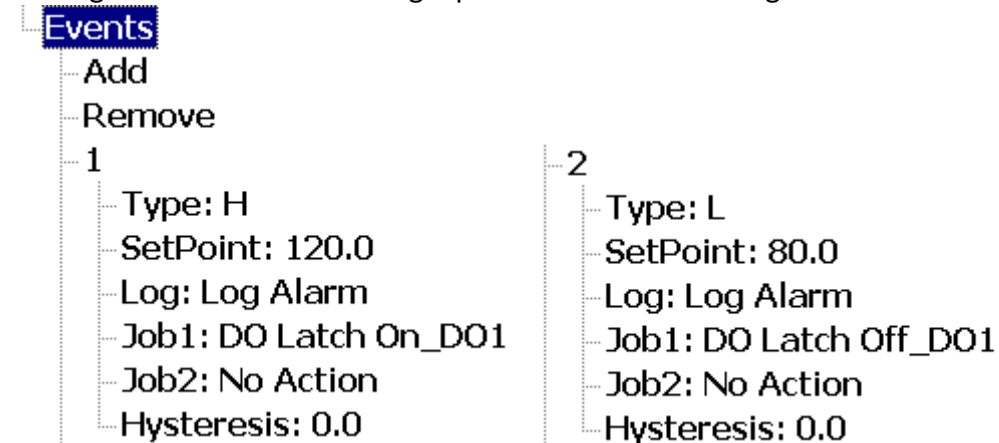 Events
Add
Remove
1
Type: H
SetPoint: 120.0
Log: Log Alarm
Job1: DO Latch On_DO1
Job2: No Action
Hysteresis: 0.0
2
Type: L
SetPoint: 80.0
Log: Log Alarm
Job1: DO Latch Off_DO1
Job2: No Action
Hysteresis: 0.0